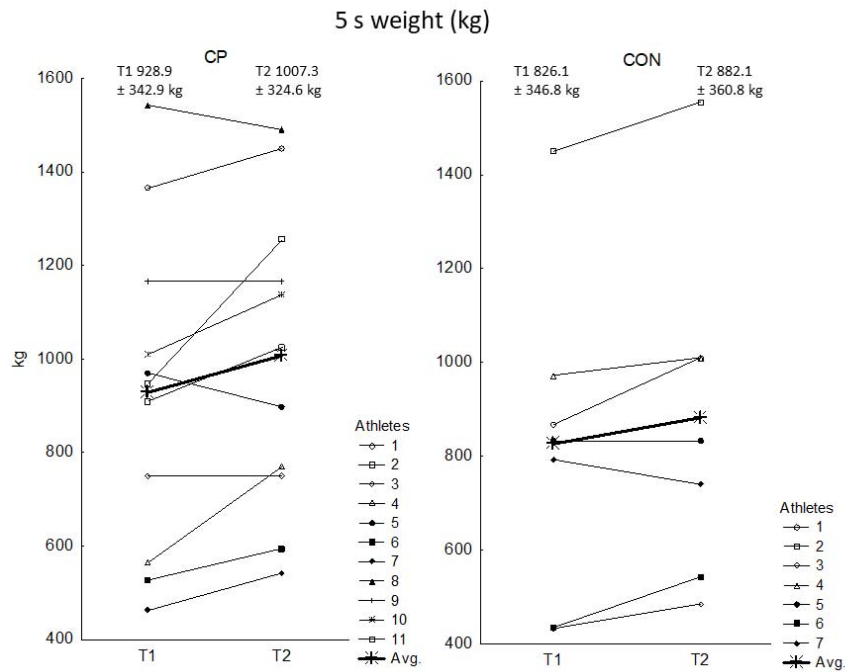 5 s weight (kg)
CP
T1 928.9
± 342.9 kg
T2 1007.3
± 324.6 kg
1600
1400
1200
1000
800
600
400
kg
T1
T2
Athletes
1
2
3
4
5
6
7
8
9
10
11
Avg.
CON
T1 826.1
± 346.8 kg
T2 882.1
± 360.8 kg
1600
1400
1200
1000
800
600
400
T1
T2
Athletes
1
2
3
4
5
6
7
Avg.